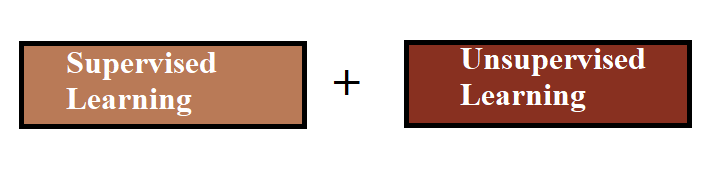 Supervised
Learning
+
Unsupervised
Learning